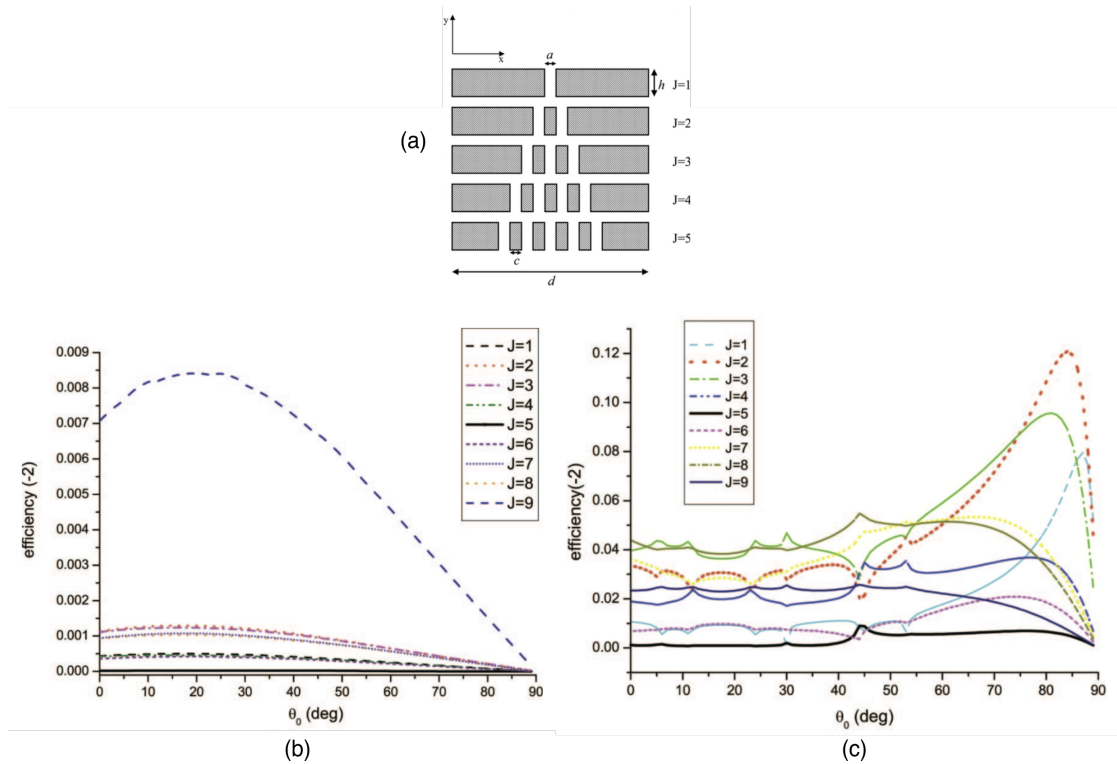 y
x
a
h
J=1
J=2
(a)
J=3
J=4
J=5
c
d
0.009
0.008
0.007
0.006
0.005
0.004
0.003
0.002
0.001
0.000
efficiency (-2)
0 10 20 30 40 50 60 70 80 90
θ₀ (deg)
J=1
J=2
J=3
J=4
J=5
J=6
J=7
J=8
J=9
(b)
0.12
0.10
0.08
0.06
0.04
0.02
0.00
efficiency(-2)
0 10 20 30 40 50 60 70 80 90
θ₀ (deg)
J=1
J=2
J=3
J=4
J=5
J=6
J=7
J=8
J=9
(c)